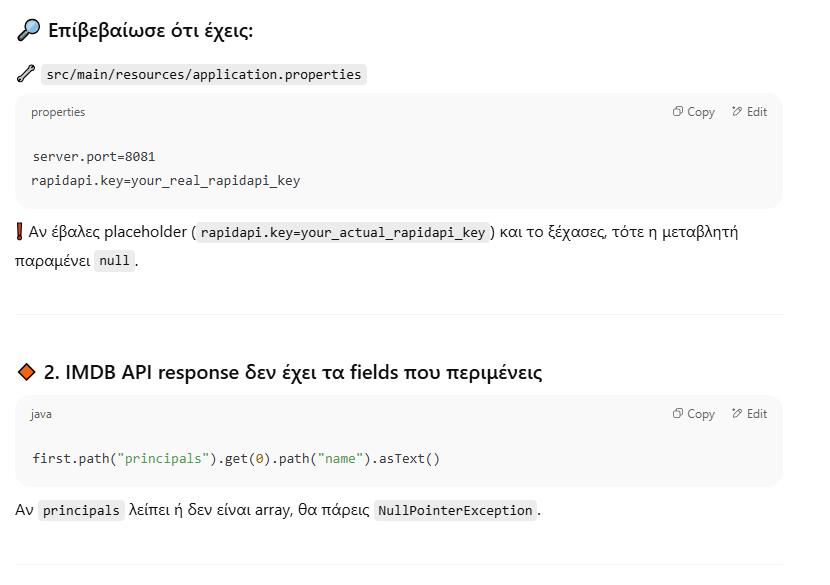 🔎 Επίβεβαίωσε ότι έχεις:
🔧 src/main/resources/application.properties
properties
Copy
Edit
server.port=8081
rapidapi.key=your_real_rapidapi_key
❗ Αν έβαλες placeholder (rapidapi.key=your_actual_rapidapi_key) και το ξέχασες, τότε η μεταβλητή
παραμένει null.
🔶 2. IMDB API response δεν έχει τα fields που περιμένεις
java
Copy
Edit
first.path("principals").get(0).path("name").asText()
Αν principals λείπει ή δεν είναι array, θα πάρεις NullPointerException.